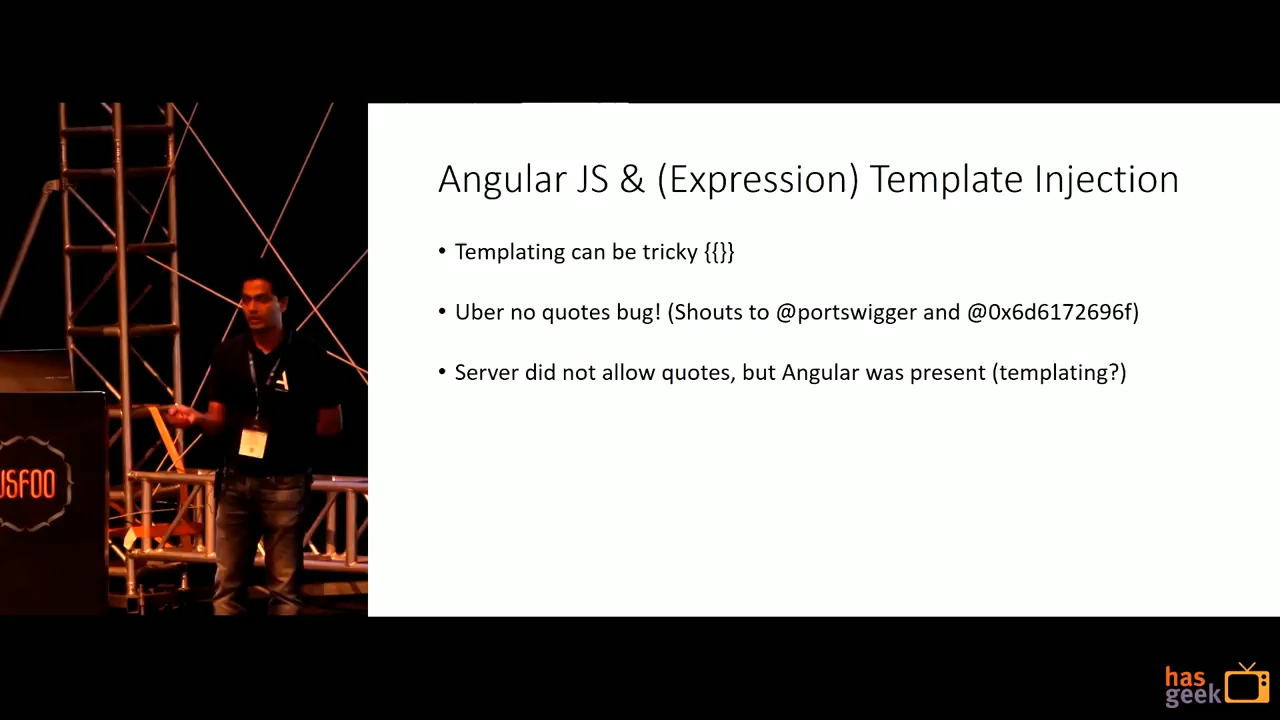 Angular JS & (Expression) Template Injection
• Templating can be tricky {{}}
• Uber no quotes bug! (Shouts to @portswigger and @0x6d6172696f)
• Server did not allow quotes, but Angular was present (templating?)
JSFOO
has
geek